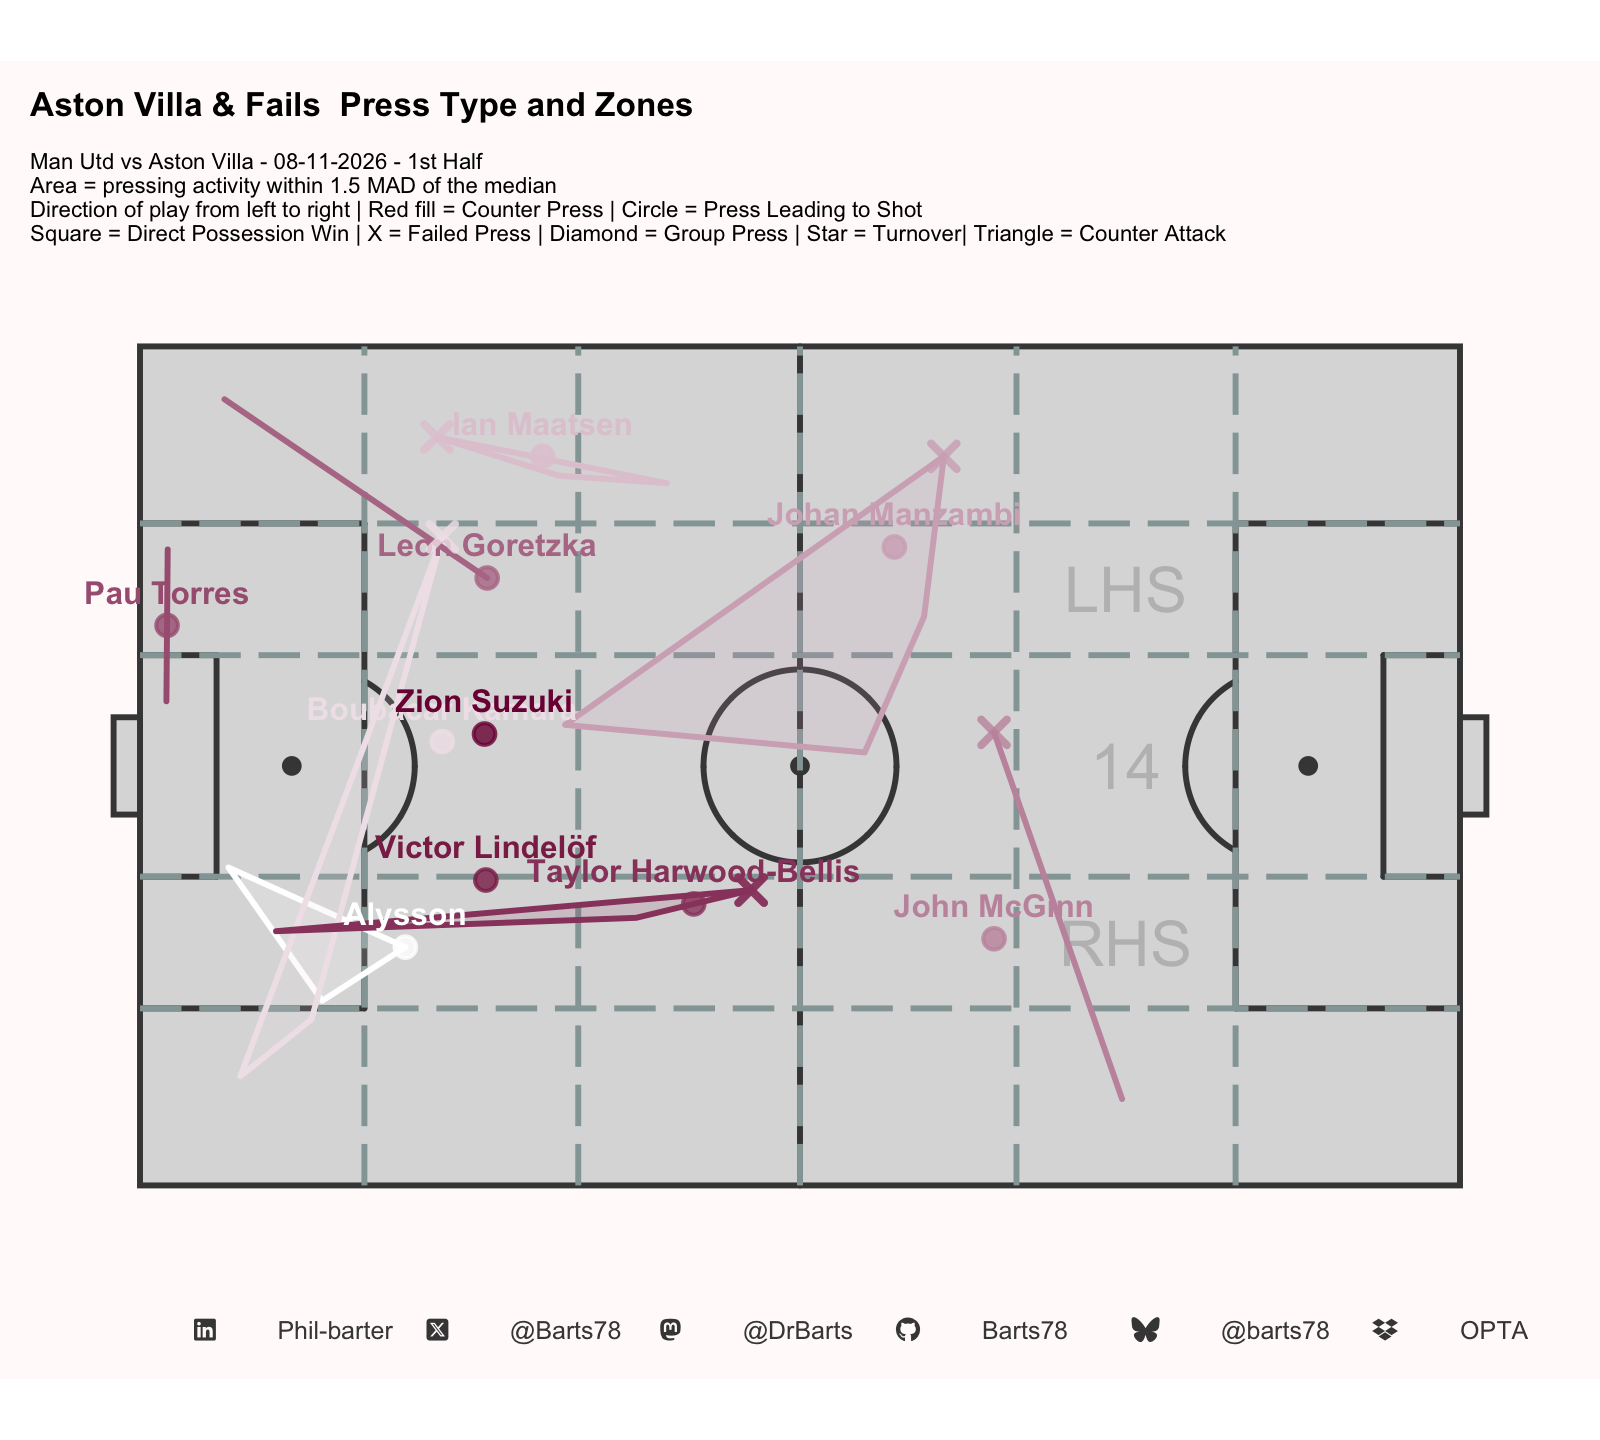 Aston Villa & Fails  Press Type and Zones
Man Utd vs Aston Villa - 08-11-2026 - 1st Half
Area = pressing activity within 1.5 MAD of the median
Direction of play from left to right | Red fill = Counter Press | Circle = Press Leading to Shot
Square = Direct Possession Win | X = Failed Press | Diamond = Group Press | Star = Turnover| Triangle = Counter Attack
Ian Maatsen
Johan Manzambi
Leon Goretzka
LHS
Pau Torres
Zion Suzuki
Boubacar Kamara
14
Victor Lindelöf
Taylor Harwood-Bellis
John McGinn
Alysson
RHS
Phil-barter
@Barts78
@DrBarts
Barts78
@barts78
OPTA